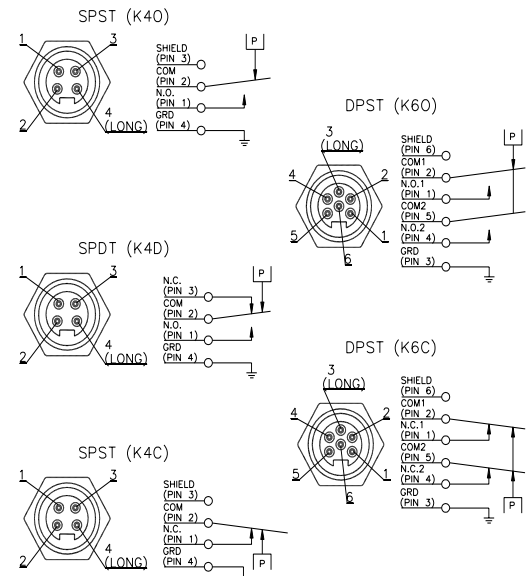 SPST (K4O)
1
3
2
4
(LONG)
SHIELD
(PIN 3)
COM
(PIN 2)
N.O.
(PIN 1)
GRD
(PIN 4)
P
SPDT (K4D)
1
3
2
4
(LONG)
N.C.
(PIN 3)
COM
(PIN 2)
N.O.
(PIN 1)
GRD
(PIN 4)
P
SPST (K4C)
1
3
2
4
(LONG)
SHIELD
(PIN 3)
COM
(PIN 2)
N.C.
(PIN 1)
GRD
(PIN 4)
P
DPST (K6O)
3
(LONG)
4
2
5
1
6
SHIELD
(PIN 6)
COM1
(PIN 2)
N.O.1
(PIN 1)
COM2
(PIN 5)
N.O.2
(PIN 4)
GRD
(PIN 3)
P
DPST (K6C)
3
(LONG)
4
2
5
1
6
SHIELD
(PIN 6)
COM1
(PIN 2)
N.C.1
(PIN 1)
COM2
(PIN 5)
N.C.2
(PIN 4)
GRD
(PIN 3)
P